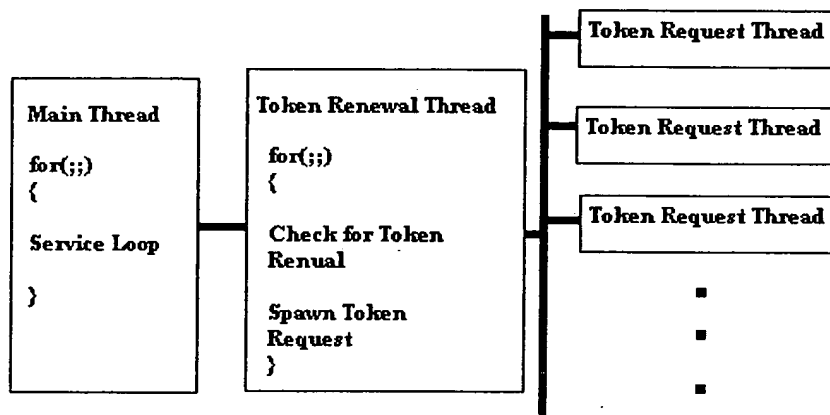 Main Thread
for(;;)
{
Service Loop
}
Token Renewal Thread
for(;;)
{
Check for Token
Renual
Spawn Token
Request
}
Token Request Thread
Token Request Thread
Token Request Thread